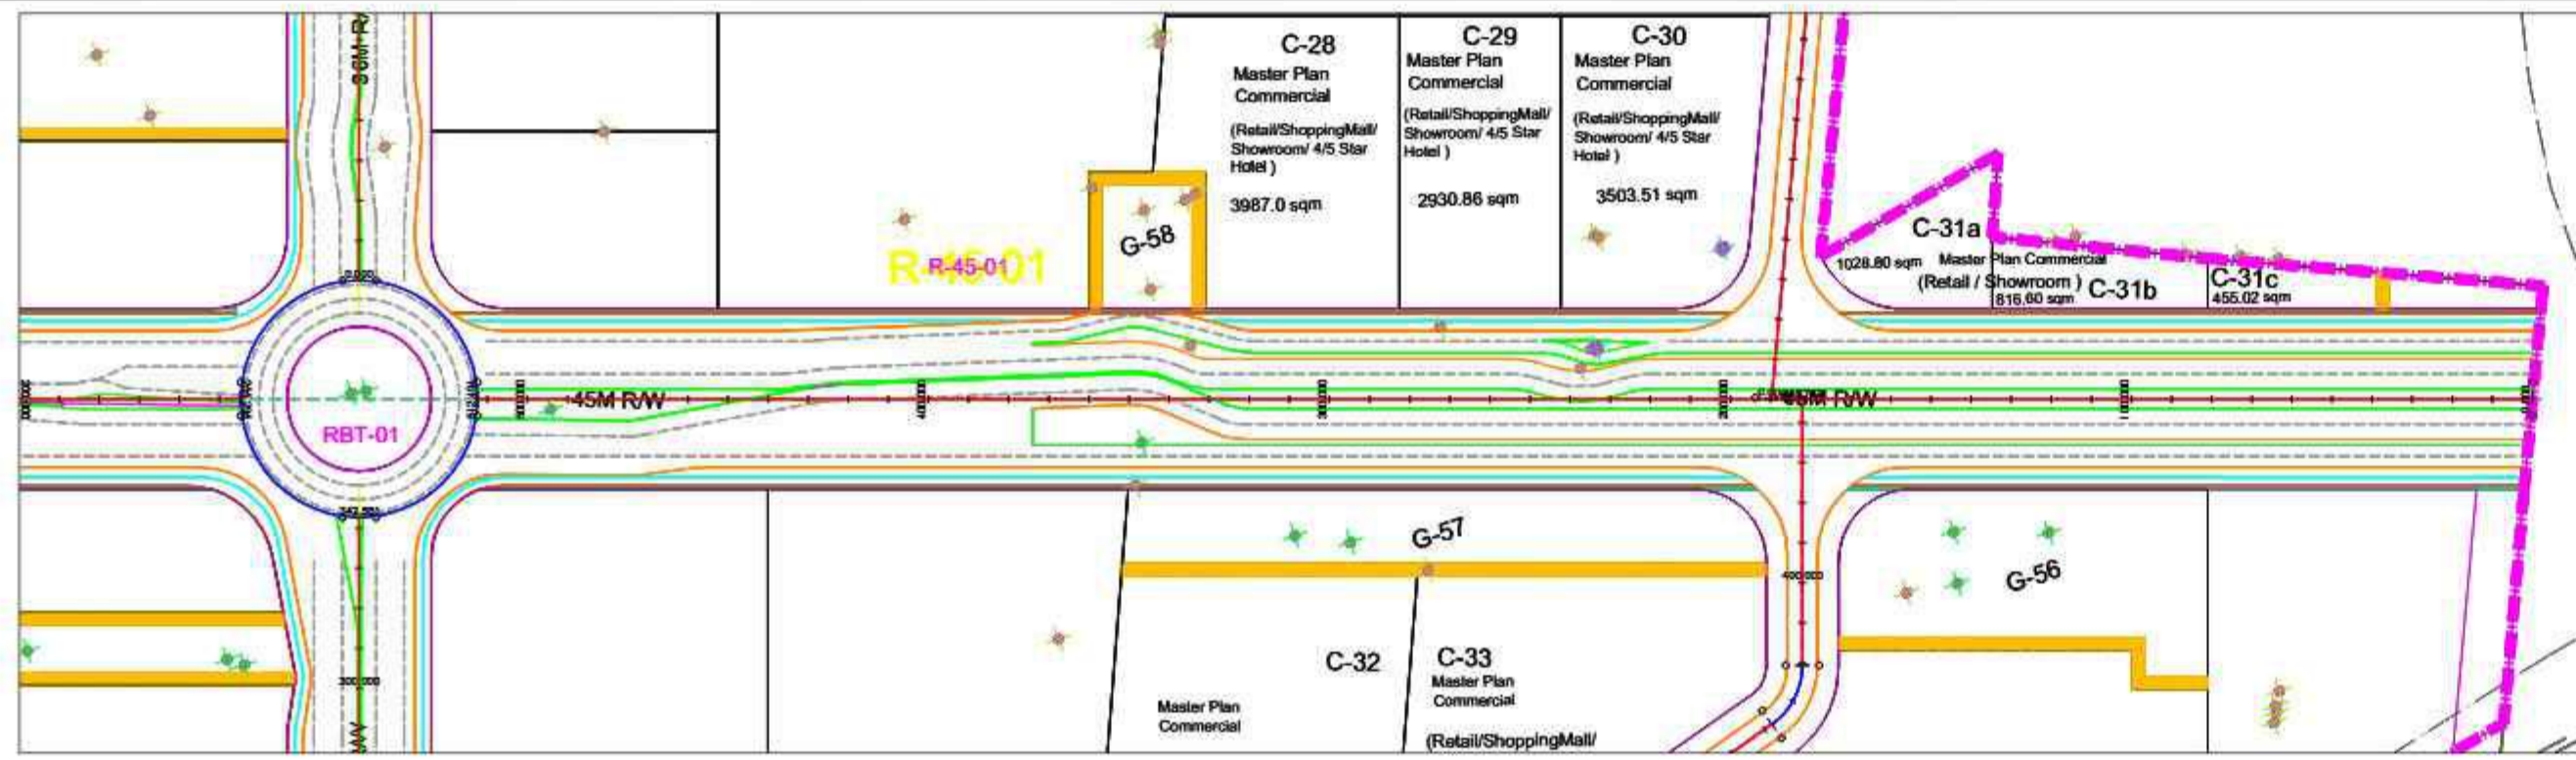 C-28
Master Plan
Commercial
(Retail/ShoppingMall/
Showroom/ 4/5 Star
Hotel )
3987.0 sqm
C-29
Master Plan
Commercial
(Retail/ShoppingMall/
Showroom/ 4/5 Star
Hotel )
2930.86 sqm
C-30
Master Plan
Commercial
(Retail/ShoppingMall/
Showroom/ 4/5 Star
Hotel )
3503.51 sqm
G-58
R-45-01
R-45-01
C-31a
1028.80 sqm
Master Plan Commercial
(Retail / Showroom )
816.60 sqm
C-31b
C-31c
455.02 sqm
45M R/W
45M R/W
RBT-01
G-57
G-56
400.000
300.000
C-32
Master Plan
Commercial
C-33
Master Plan
Commercial
(Retail/ShoppingMall/